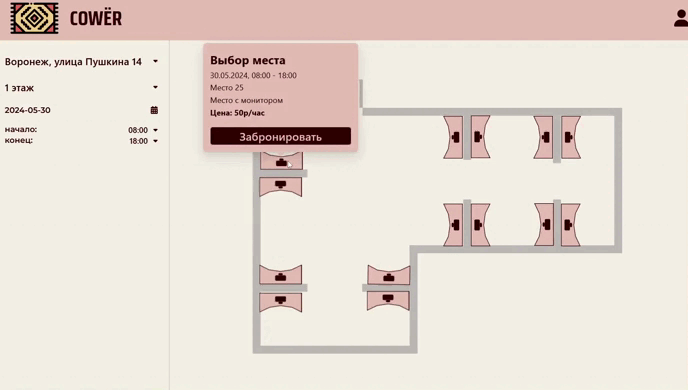 COWËR
Воронеж, улица Пушкина 14
1 этаж
2024-05-30
начало: 08:00
конец: 18:00
Выбор места
30.05.2024, 08:00 - 18:00
Место 25
Место с монитором
Цена: 50р/час
Забронировать